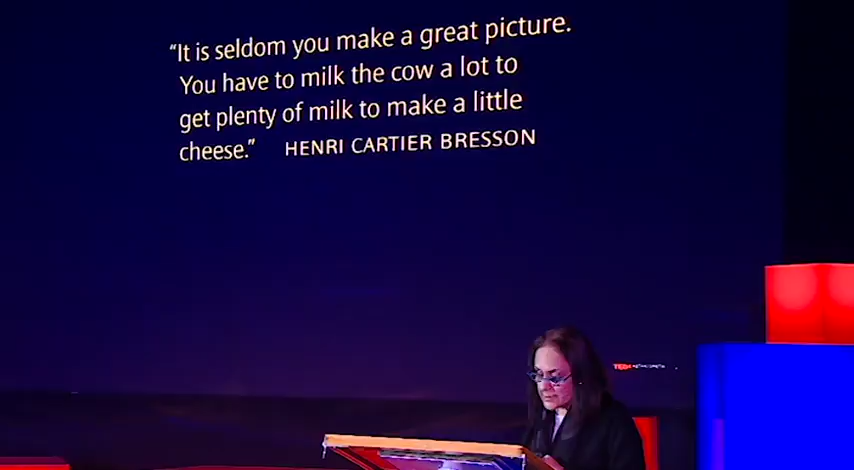 “It is seldom you make a great picture.
You have to milk the cow a lot to
get plenty of milk to make a little
cheese.” HENRI CARTIER BRESSON